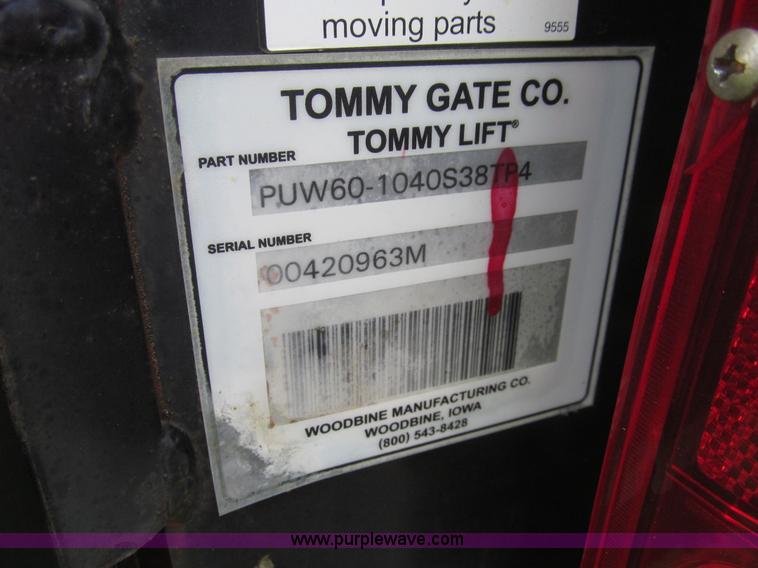 moving parts
9555
TOMMY GATE CO.
TOMMY LIFT®
PART NUMBER
PUW60-1040S38TP4
SERIAL NUMBER
00420963M
WOODBINE MANUFACTURING CO.
WOODBINE, IOWA
(800) 543-8428
www.purplewave.com